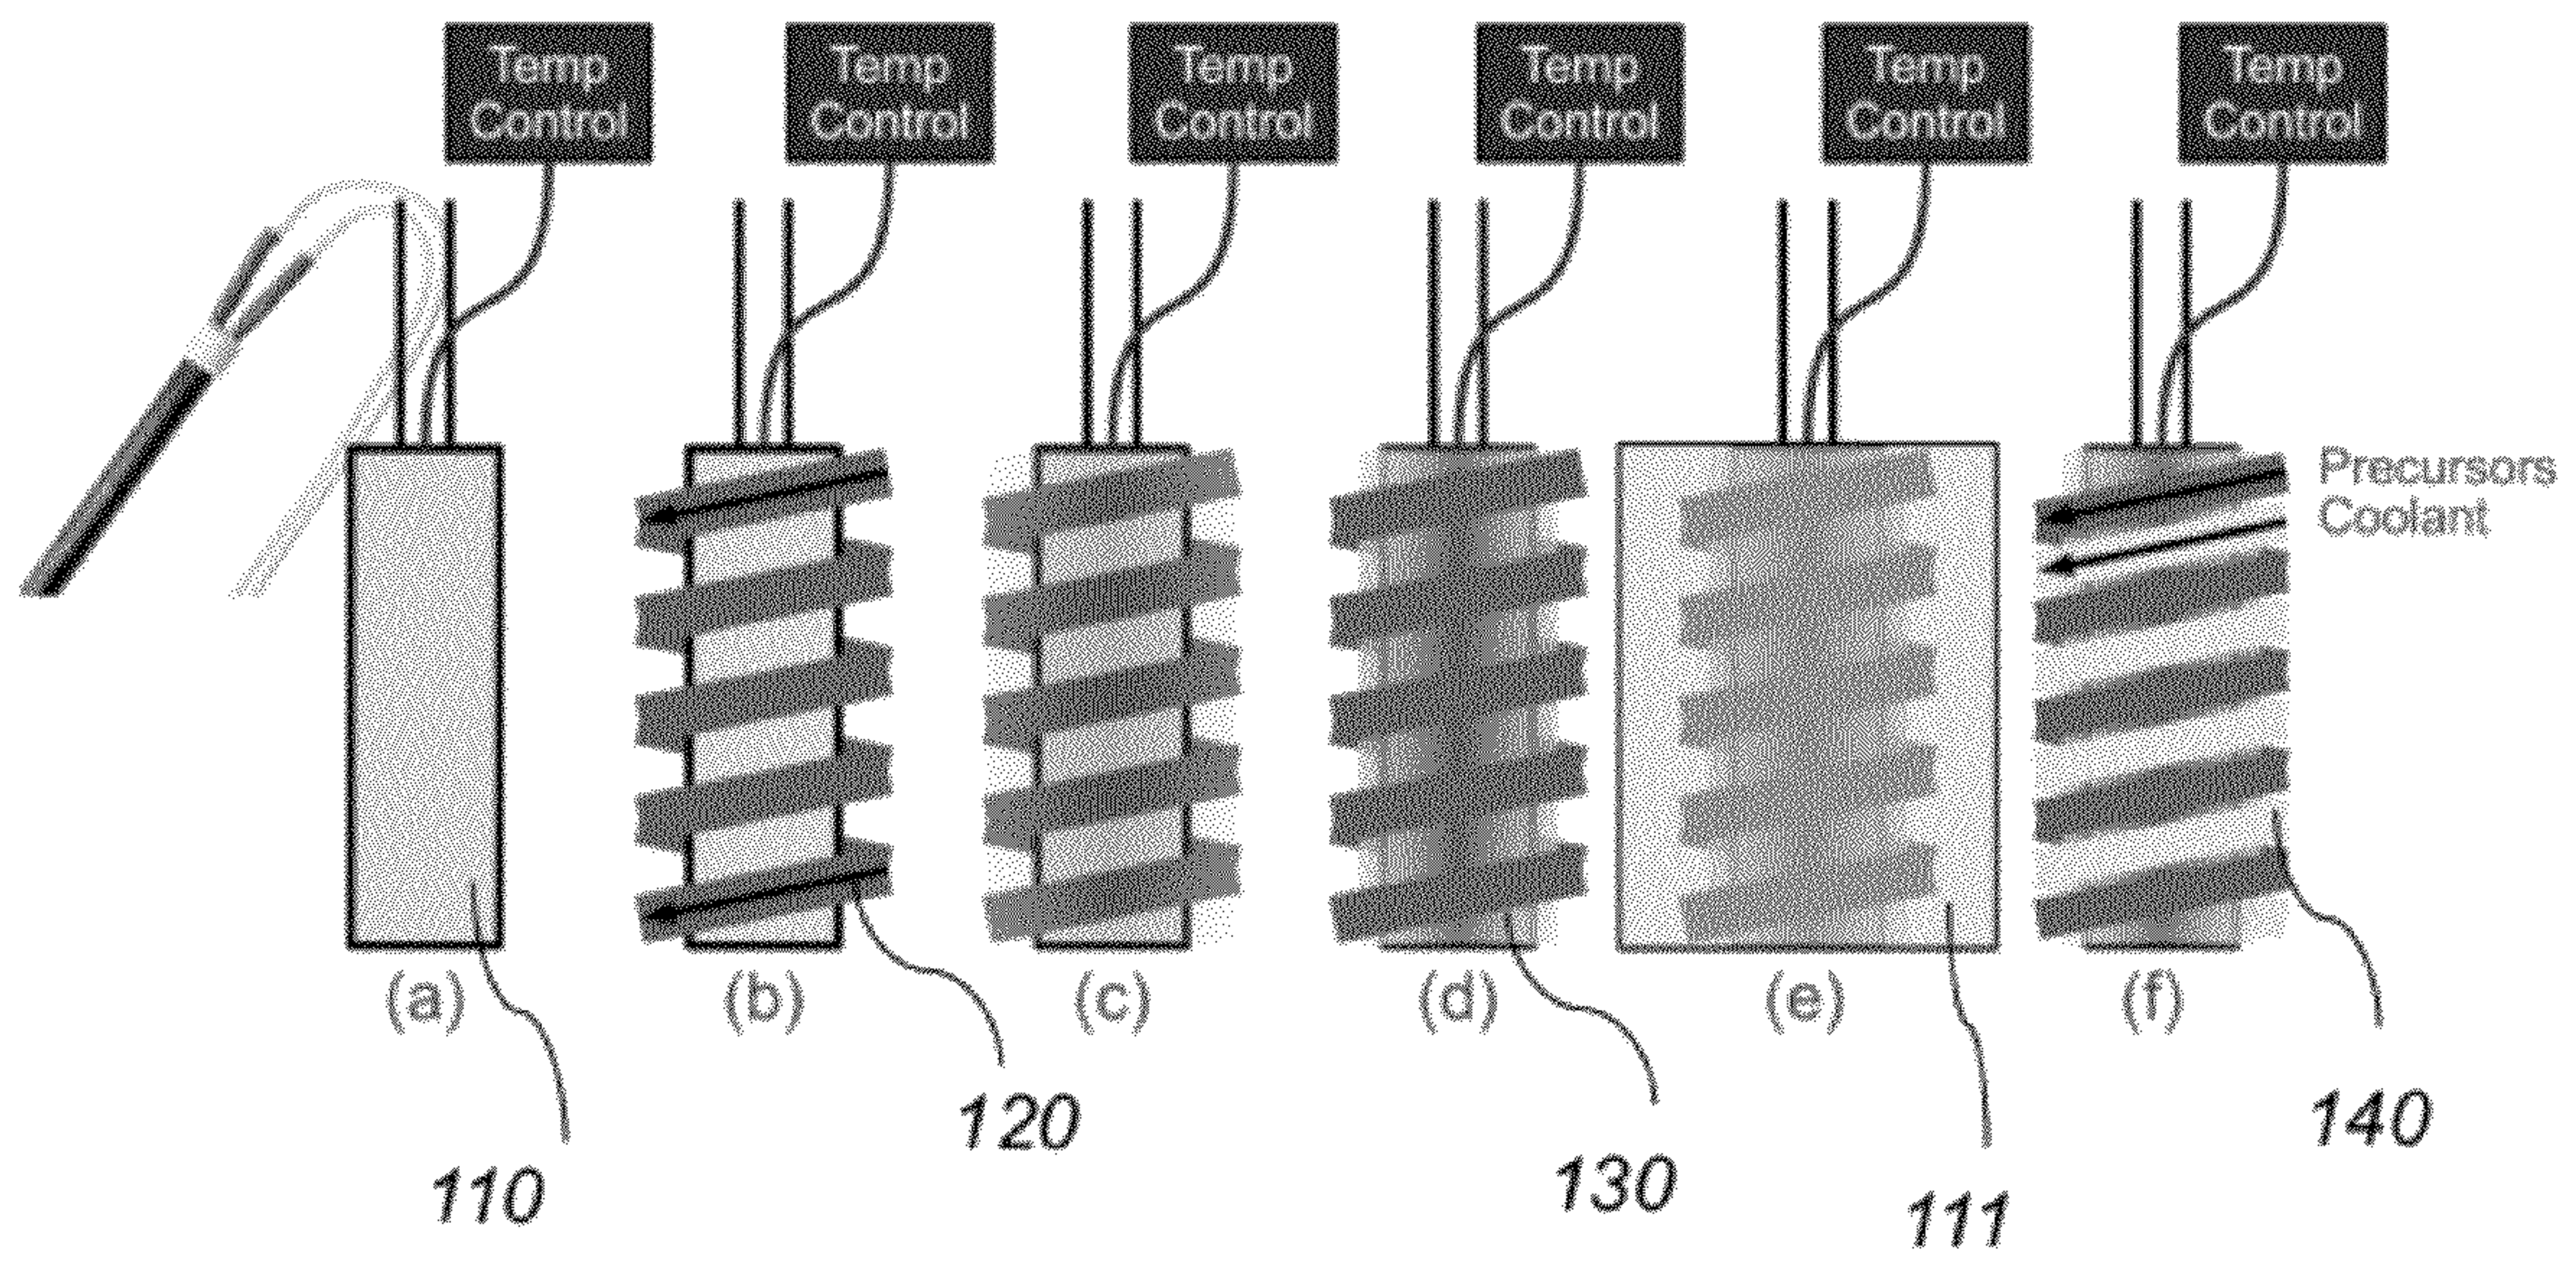 Temp
Control
Temp
Control
Temp
Control
Temp
Control
Temp
Control
Temp
Control
Precursors
Coolant
(a)
(b)
(c)
(d)
(e)
(f)
120
140
130
110
111